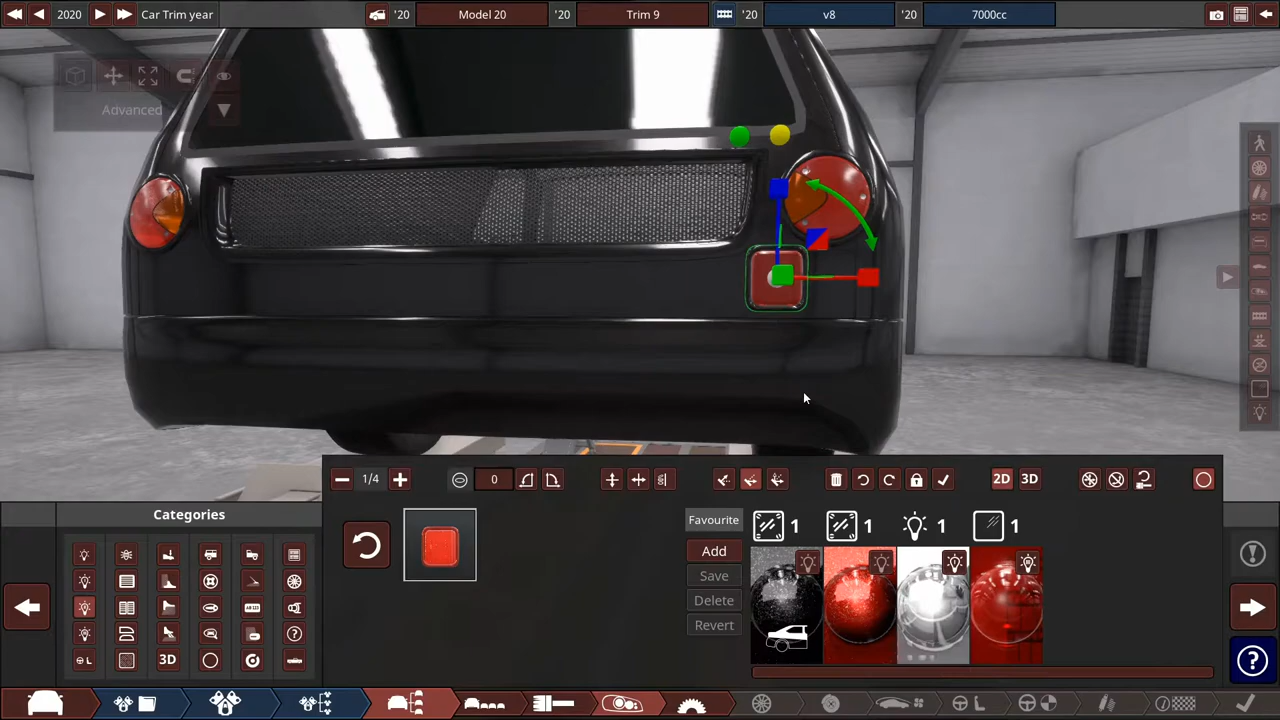 2020 Car Trim year '20 Model 20 '20 Trim 9 '20 v8 '20 7000cc
Advanced
1/4 0 2D 3D
Categories
Favourite 1 1 1 1
Add
Save
Delete
Revert
L 3D
?